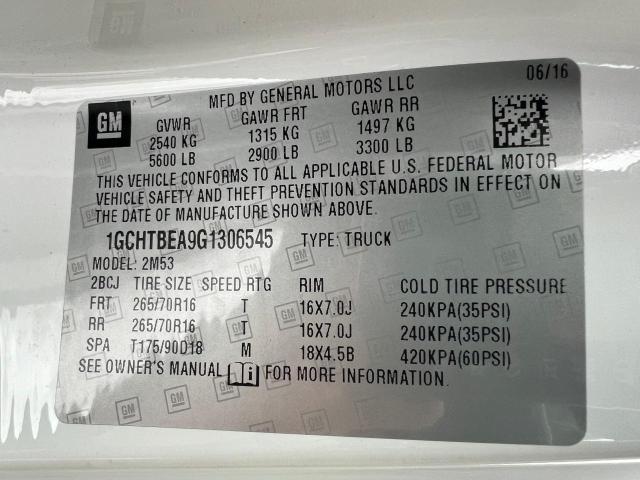 GM
MFD BY GENERAL MOTORS LLC 06/16
GVWR GAWR FRT GAWR RR
2540 KG 1315 KG 1497 KG
5600 LB 2900 LB 3300 LB
THIS VEHICLE CONFORMS TO ALL APPLICABLE U.S. FEDERAL MOTOR
VEHICLE SAFETY AND THEFT PREVENTION STANDARDS IN EFFECT ON
THE DATE OF MANUFACTURE SHOWN ABOVE.
1GCHTBEA9G1306545 TYPE: TRUCK
MODEL: 2M53
2BCJ TIRE SIZE SPEED RTG RIM COLD TIRE PRESSURE
FRT 265/70R16 T 16X7.0J 240KPA(35PSI)
RR 265/70R16 T 16X7.0J 240KPA(35PSI)
SPA T175/90D18 M 18X4.5B 420KPA(60PSI)
SEE OWNER'S MANUAL i FOR MORE INFORMATION.